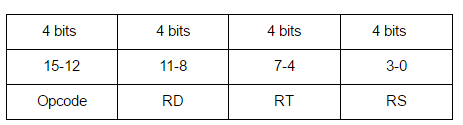 4 bits 4 bits 4 bits 4 bits
15-12 11-8 7-4 3-0
Opcode RD RT RS